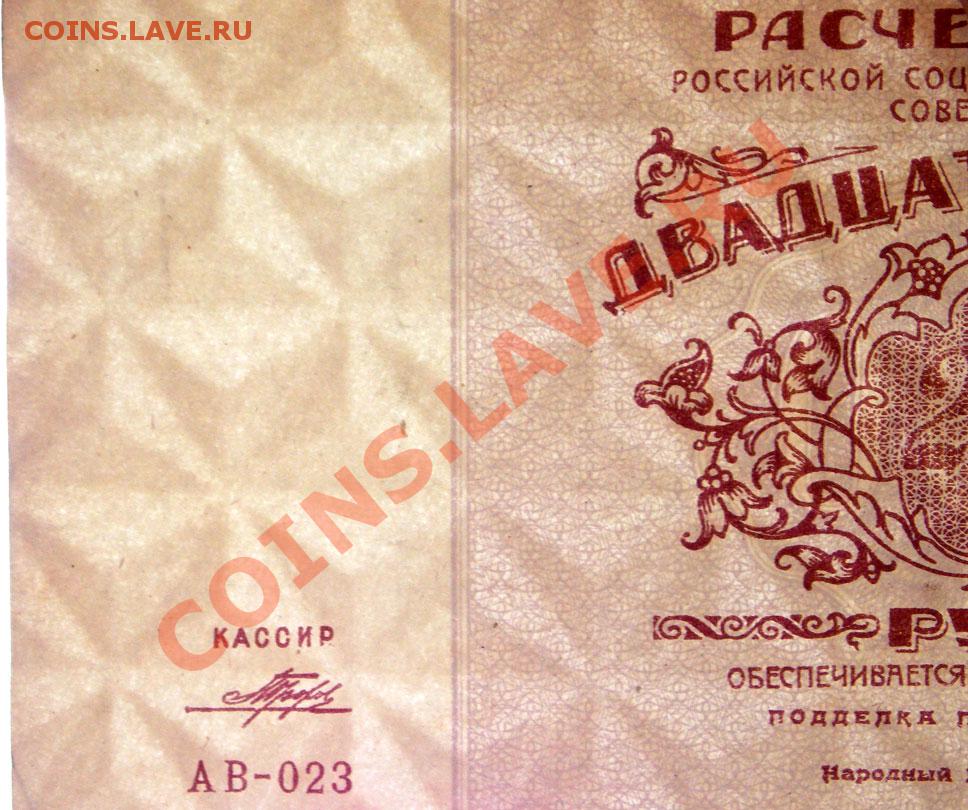 COINS.LAVE.RU
РАСЧЕ
РОССИЙСКОЙ СОЦ
СОВЕ
ДВАДЦАТ
COINS.LAVE.RU
КАССИР
РУ
ОБЕСПЕЧИВАЕТСЯ
ПОДДЕЛКА П
АВ-023
Народный